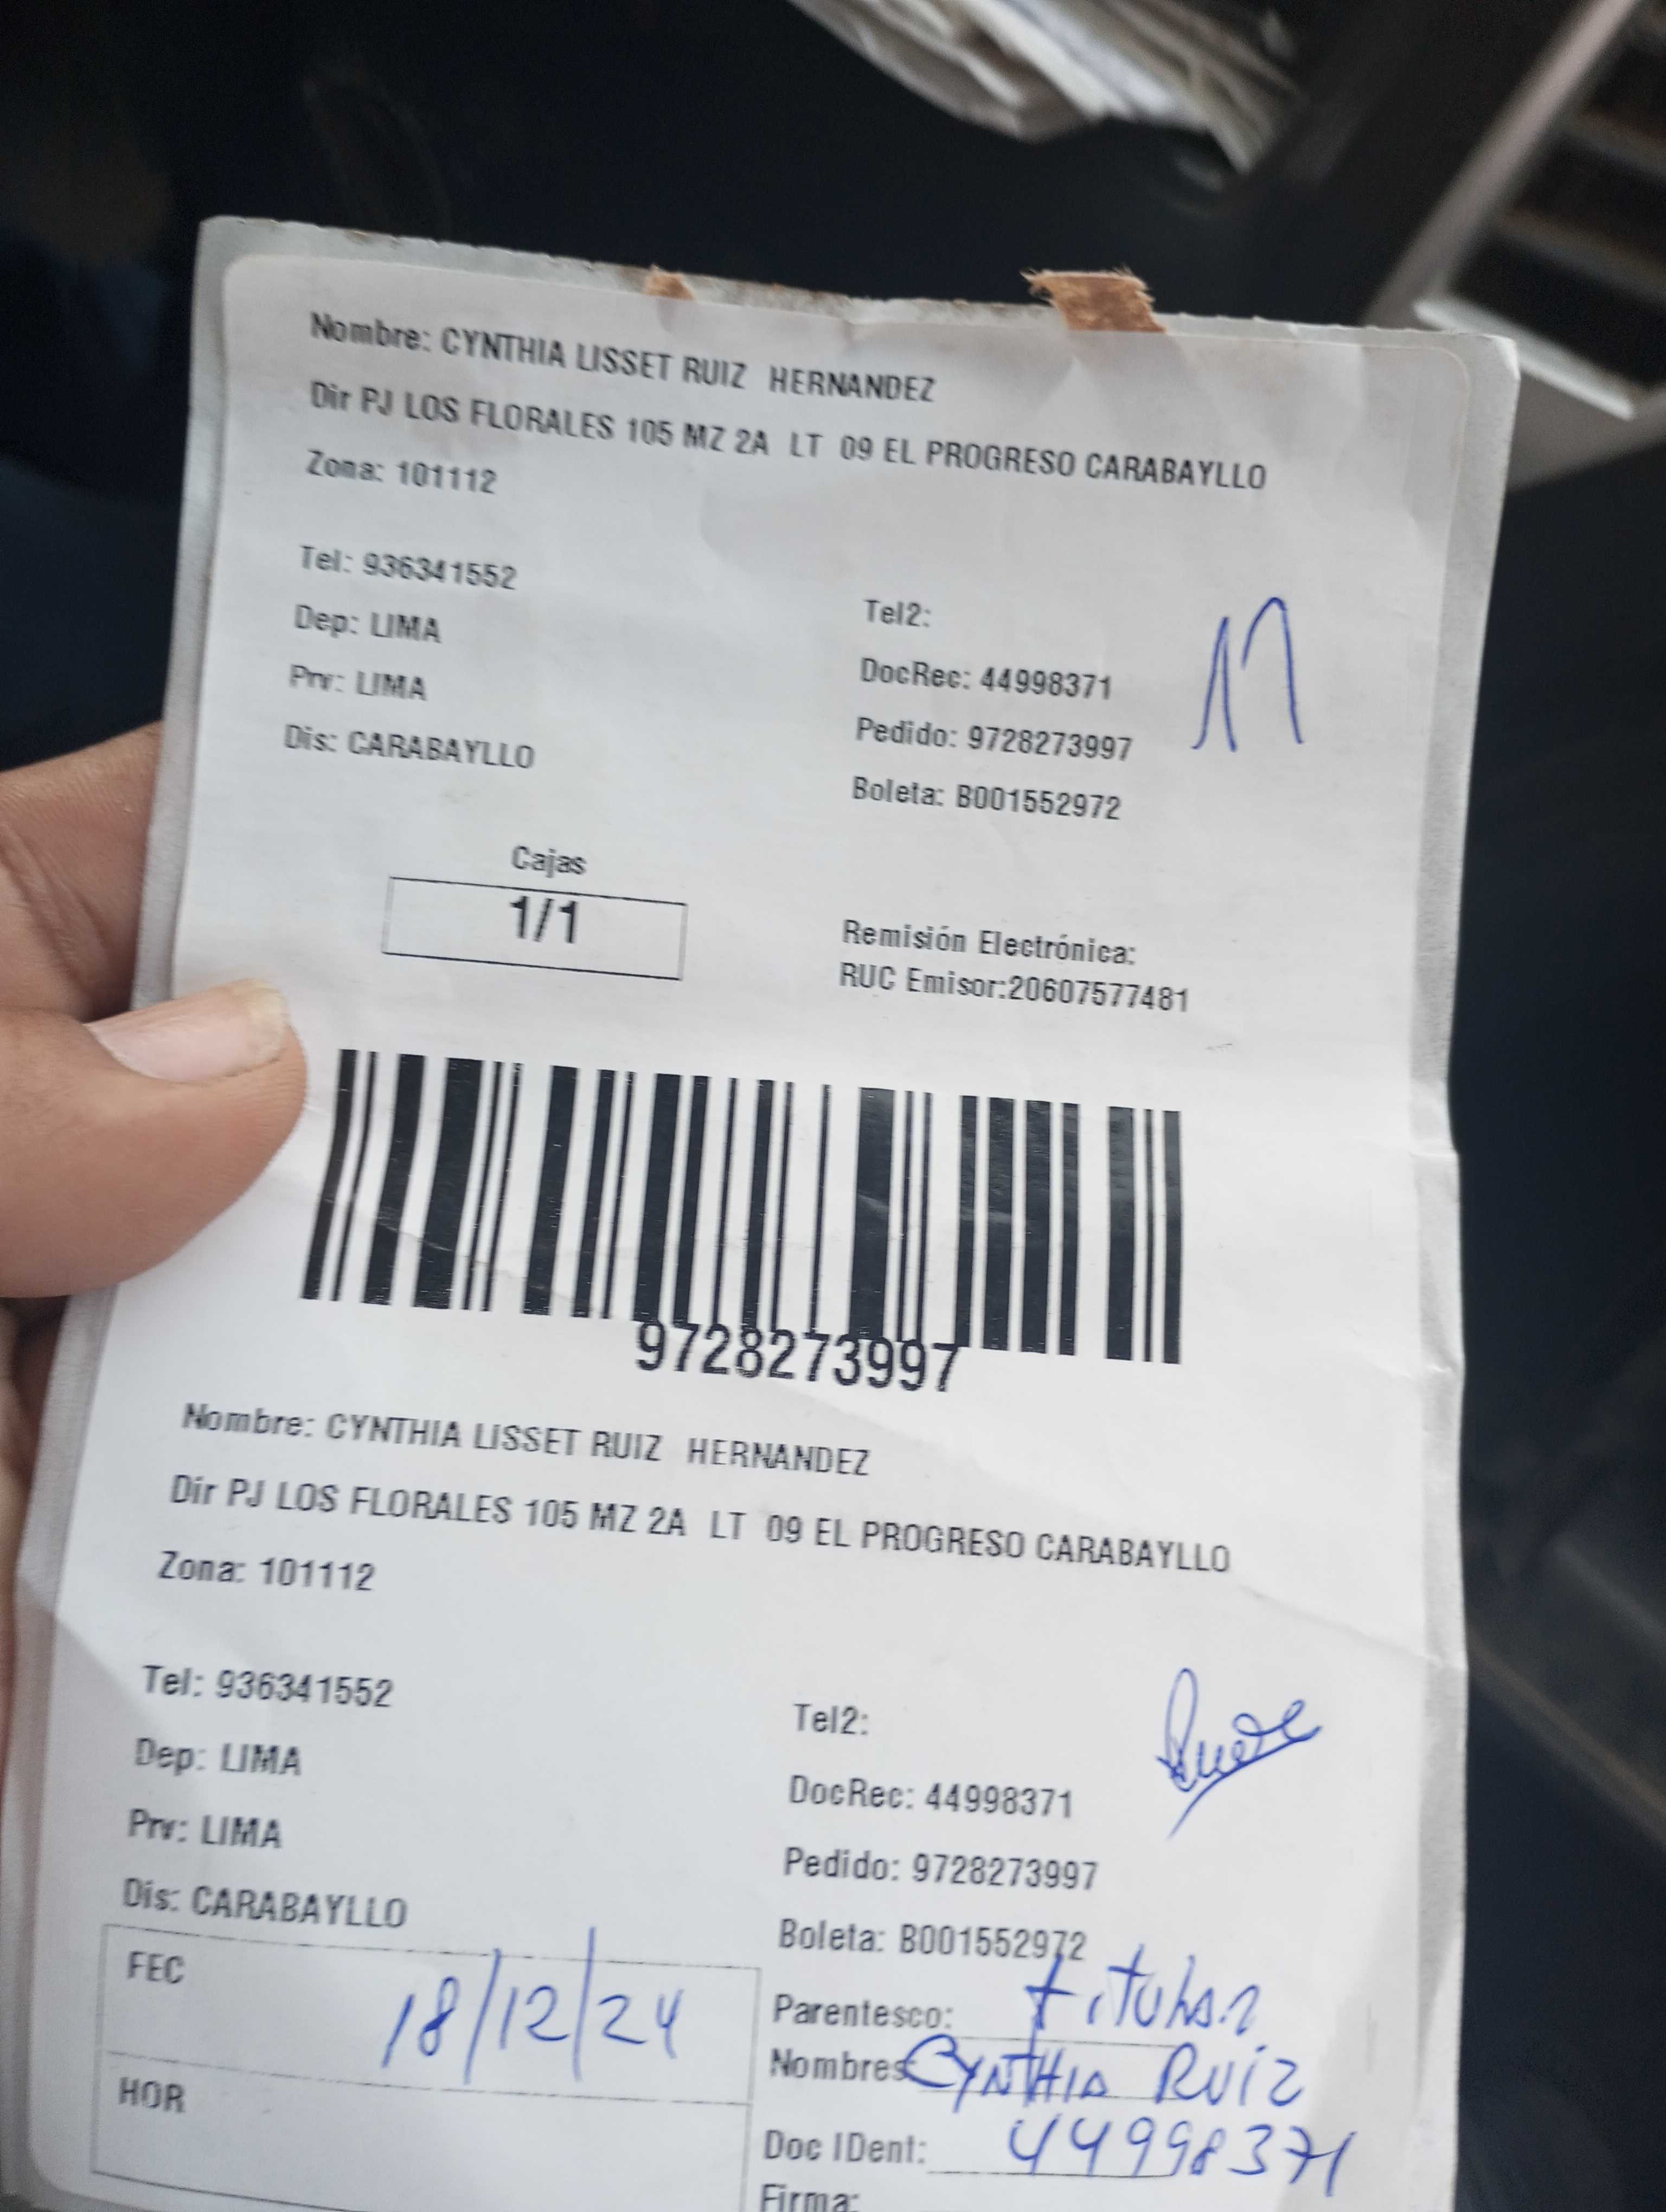 Nombre: CYNTHIA LISSET RUIZ HERNANDEZ
Dir PJ LOS FLORALES 105 MZ 2A LT 09 EL PROGRESO CARABAYLLO
Zona: 101112
Tel: 936341552
Tel2:
Dep: LIMA
DocRec: 44998371
Prv: LIMA
Pedido: 9728273997
Dis: CARABAYLLO
Boleta: B001552972
11
Cajas
1/1
Remisión Electrónica:
RUC Emisor:20607577481
9728273997
Nombre: CYNTHIA LISSET RUIZ HERNANDEZ
Dir PJ LOS FLORALES 105 MZ 2A LT 09 EL PROGRESO CARABAYLLO
Zona: 101112
Tel: 936341552
Tel2:
Dep: LIMA
DocRec: 44998371
Prv: LIMA
Pedido: 9728273997
Dis: CARABAYLLO
Boleta: B001552972
FEC 18/12/24
Parentesco: titular
Nombres: CYNTHIA RUIZ
HOR
Doc IDent: 44998371
Firma: